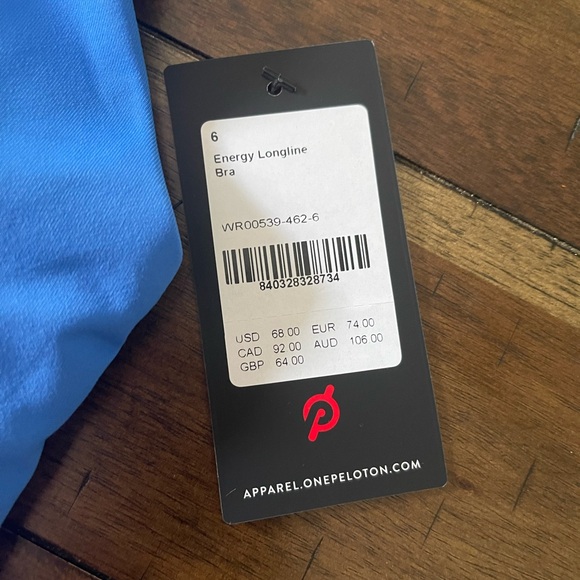 6
Energy Longline
Bra
WR00539-462-6
840328328734
USD 68.00 EUR 74.00
CAD 92.00 AUD 106.00
GBP 64.00
APPAREL.ONEPELOTON.COM